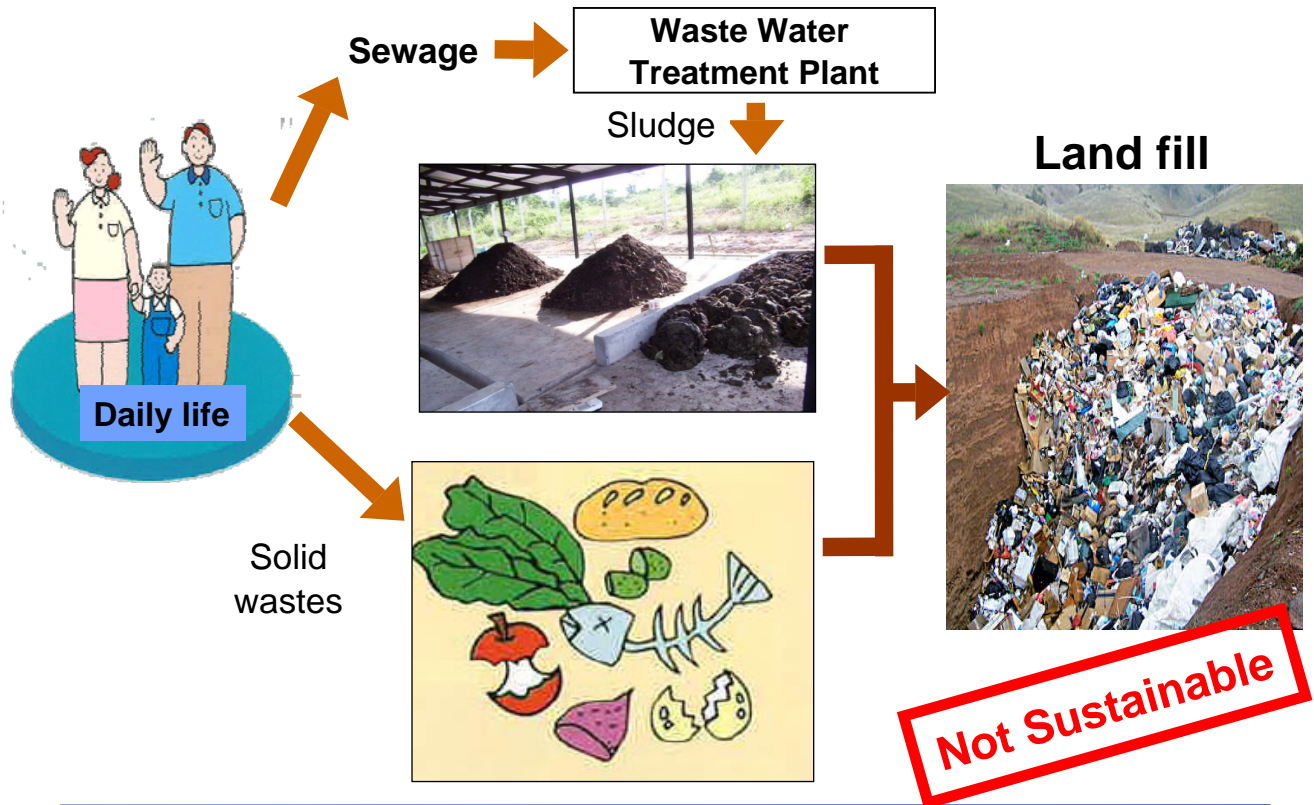 Sewage
Waste Water
Treatment Plant
Sludge
Land fill
Daily life
Solid
wastes
Not Sustainable